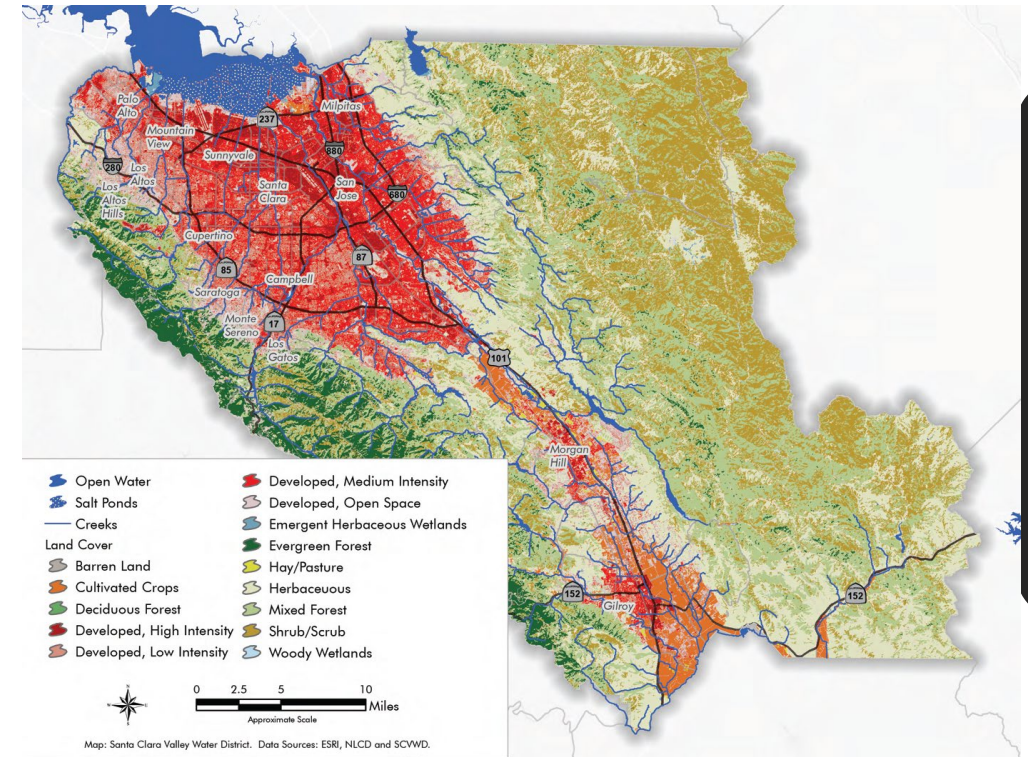 Palo
Alto
Mountain
View
237
Milpitas
880
Sunnyvale
280
Los
Altos
Los
Altos
Hills
Santa
Clara
San
Jose
680
Cupertino
87
85
Campbell
Saratoga
Monte
Sereno
17
Los
Gatos
101
Morgan
Hill
152
Gilroy
152
Open Water
Salt Ponds
Creeks
Land Cover
Barren Land
Cultivated Crops
Deciduous Forest
Developed, High Intensity
Developed, Low Intensity
Developed, Medium Intensity
Developed, Open Space
Emergent Herbaceous Wetlands
Evergreen Forest
Hay/Pasture
Herbaceuous
Mixed Forest
Shrub/Scrub
Woody Wetlands
N
W E
S
0 2.5 5 10
Miles
Approximate Scale
Map: Santa Clara Valley Water District. Data Sources: ESRI, NLCD and SCVWD.